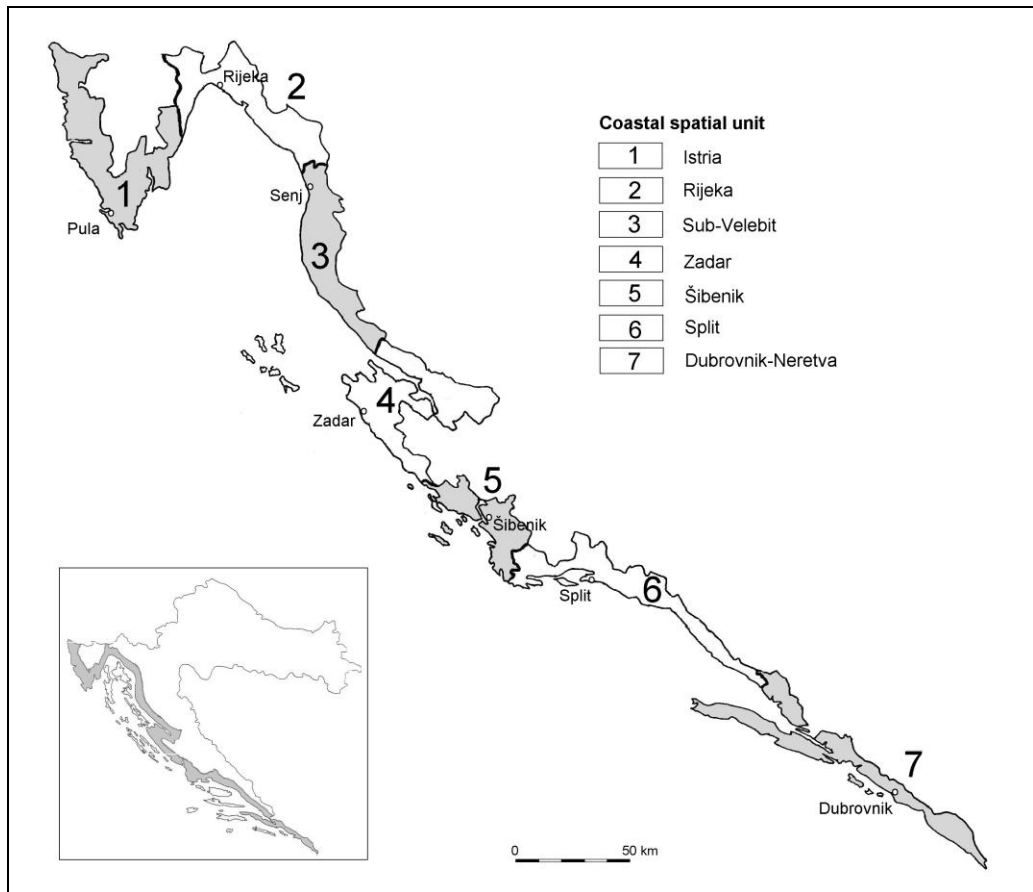 Rijeka
2
Coastal spatial unit
1 Istria
2 Rijeka
3 Sub-Velebit
4 Zadar
5 Šibenik
6 Split
7 Dubrovnik-Neretva
1
Senj
Pula
3
4
Zadar
5
Šibenik
6
Split
7
Dubrovnik
0 50 km